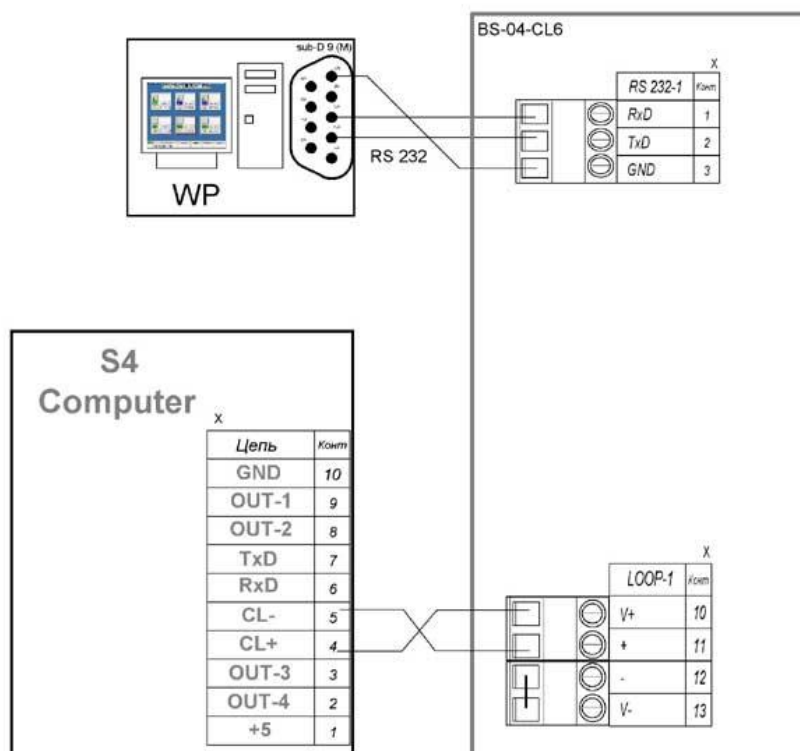 BS-04-CL6
sub-D 9 (M)
X
RS 232-1 Конт
RxD 1
TxD 2
GND 3
RS 232
WP
S4
Computer
X
Цепь Конт
GND 10
OUT-1 9
OUT-2 8
TxD 7
RxD 6
CL- 5
CL+ 4
OUT-3 3
OUT-4 2
+5 1
X
LOOP-1 Конт
V+ 10
+ 11
- 12
V- 13